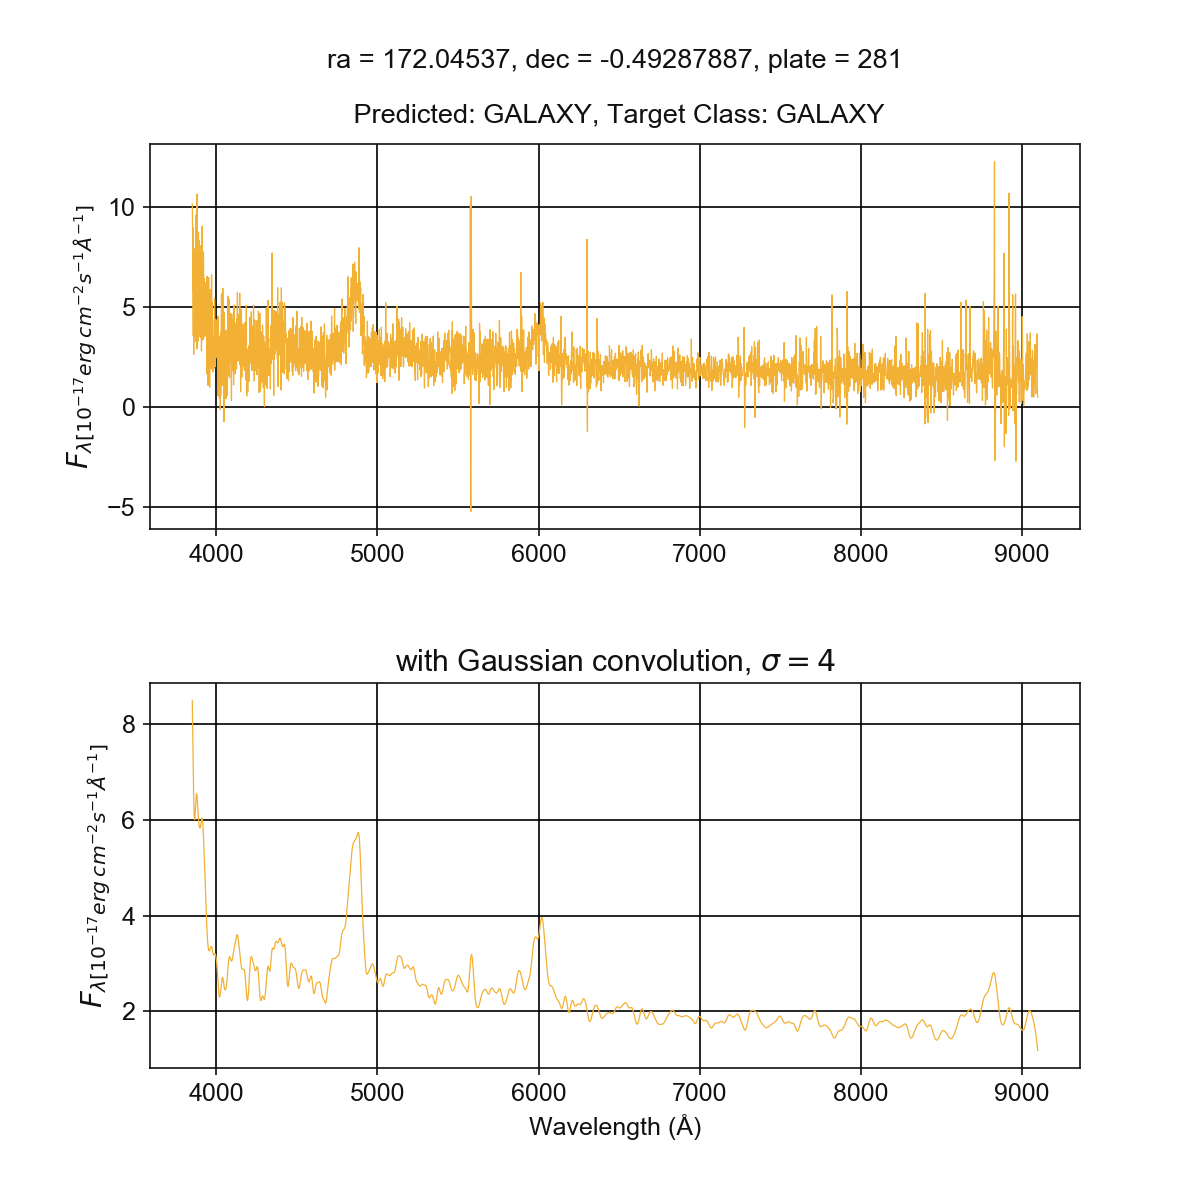 ra = 172.04537, dec = -0.49287887, plate = 281
Predicted: GALAXY, Target Class: GALAXY
F_λ[10⁻¹⁷erg cm⁻²s⁻¹Å⁻¹]
10
5
0
−5
4000 5000 6000 7000 8000 9000
with Gaussian convolution, σ = 4
F_λ[10⁻¹⁷erg cm⁻²s⁻¹Å⁻¹]
8
6
4
2
4000 5000 6000 7000 8000 9000
Wavelength (Å)